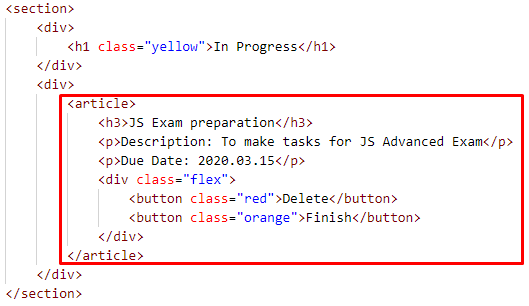 <section>
<div>
<h1 class="yellow">In Progress</h1>
</div>
<div>
<article>
<h3>JS Exam preparation</h3>
<p>Description: To make tasks for JS Advanced Exam</p>
<p>Due Date: 2020.03.15</p>
<div class="flex">
<button class="red">Delete</button>
<button class="orange">Finish</button>
</div>
</article>
</div>
</section>